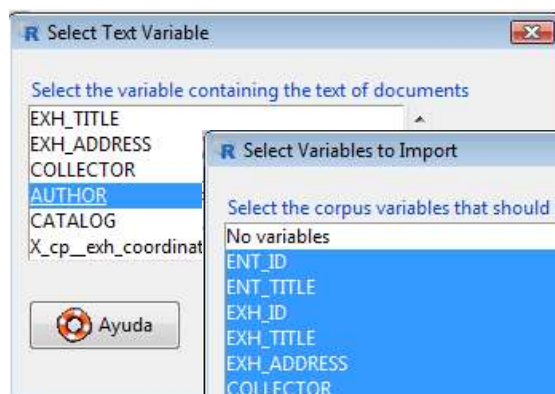 R Select Text Variable
Select the variable containing the text of documents
EXH_TITLE
EXH_ADDRESS
COLLECTOR
AUTHOR
CATALOG
X_cp__exh_coordinat
Ayuda
R Select Variables to Import
Select the corpus variables that should
No variables
ENT_ID
ENT_TITLE
EXH_ID
EXH_TITLE
EXH_ADDRESS
COLLECTOR